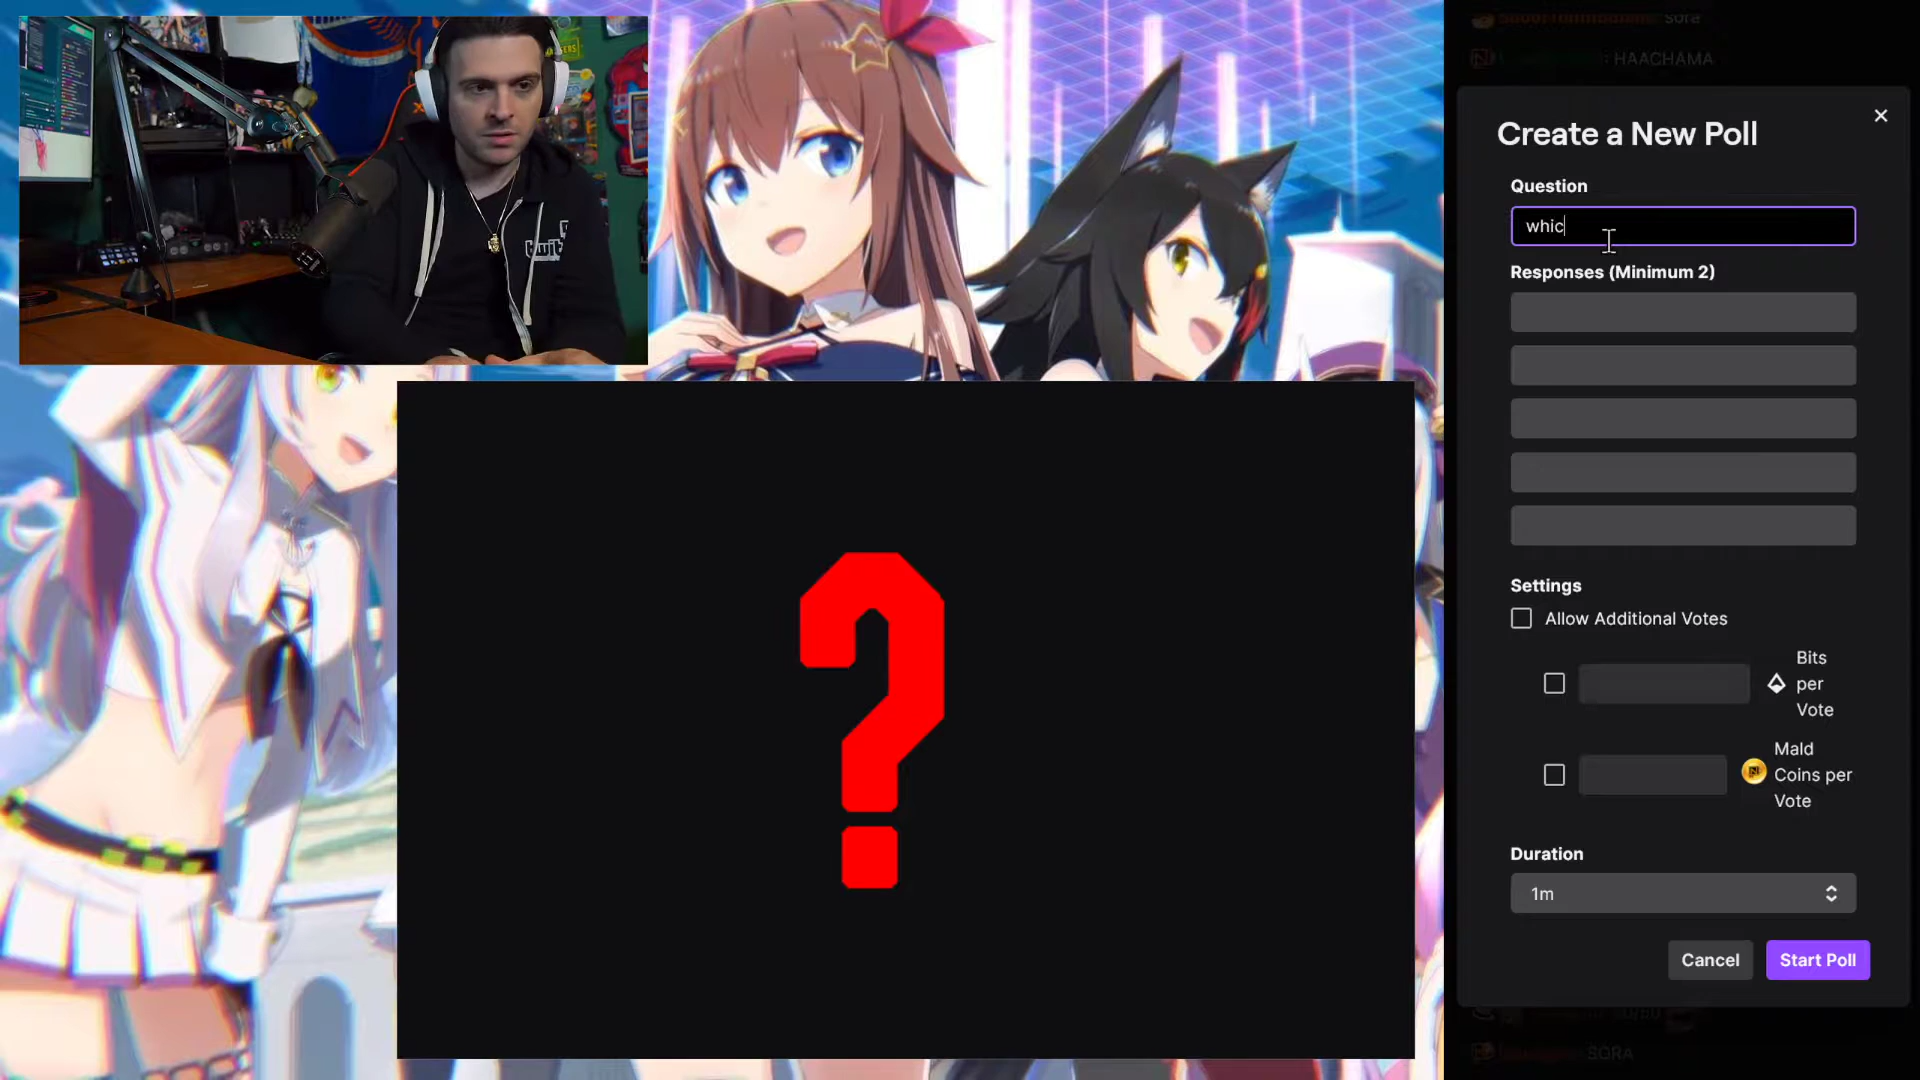 sora
: HAACHAMA
Create a New Poll
Question
whic
Responses (Minimum 2)
Settings
Allow Additional Votes
Bits
per
Vote
Mald
Coins per
Vote
Duration
1m
Cancel
Start Poll
SORA
?